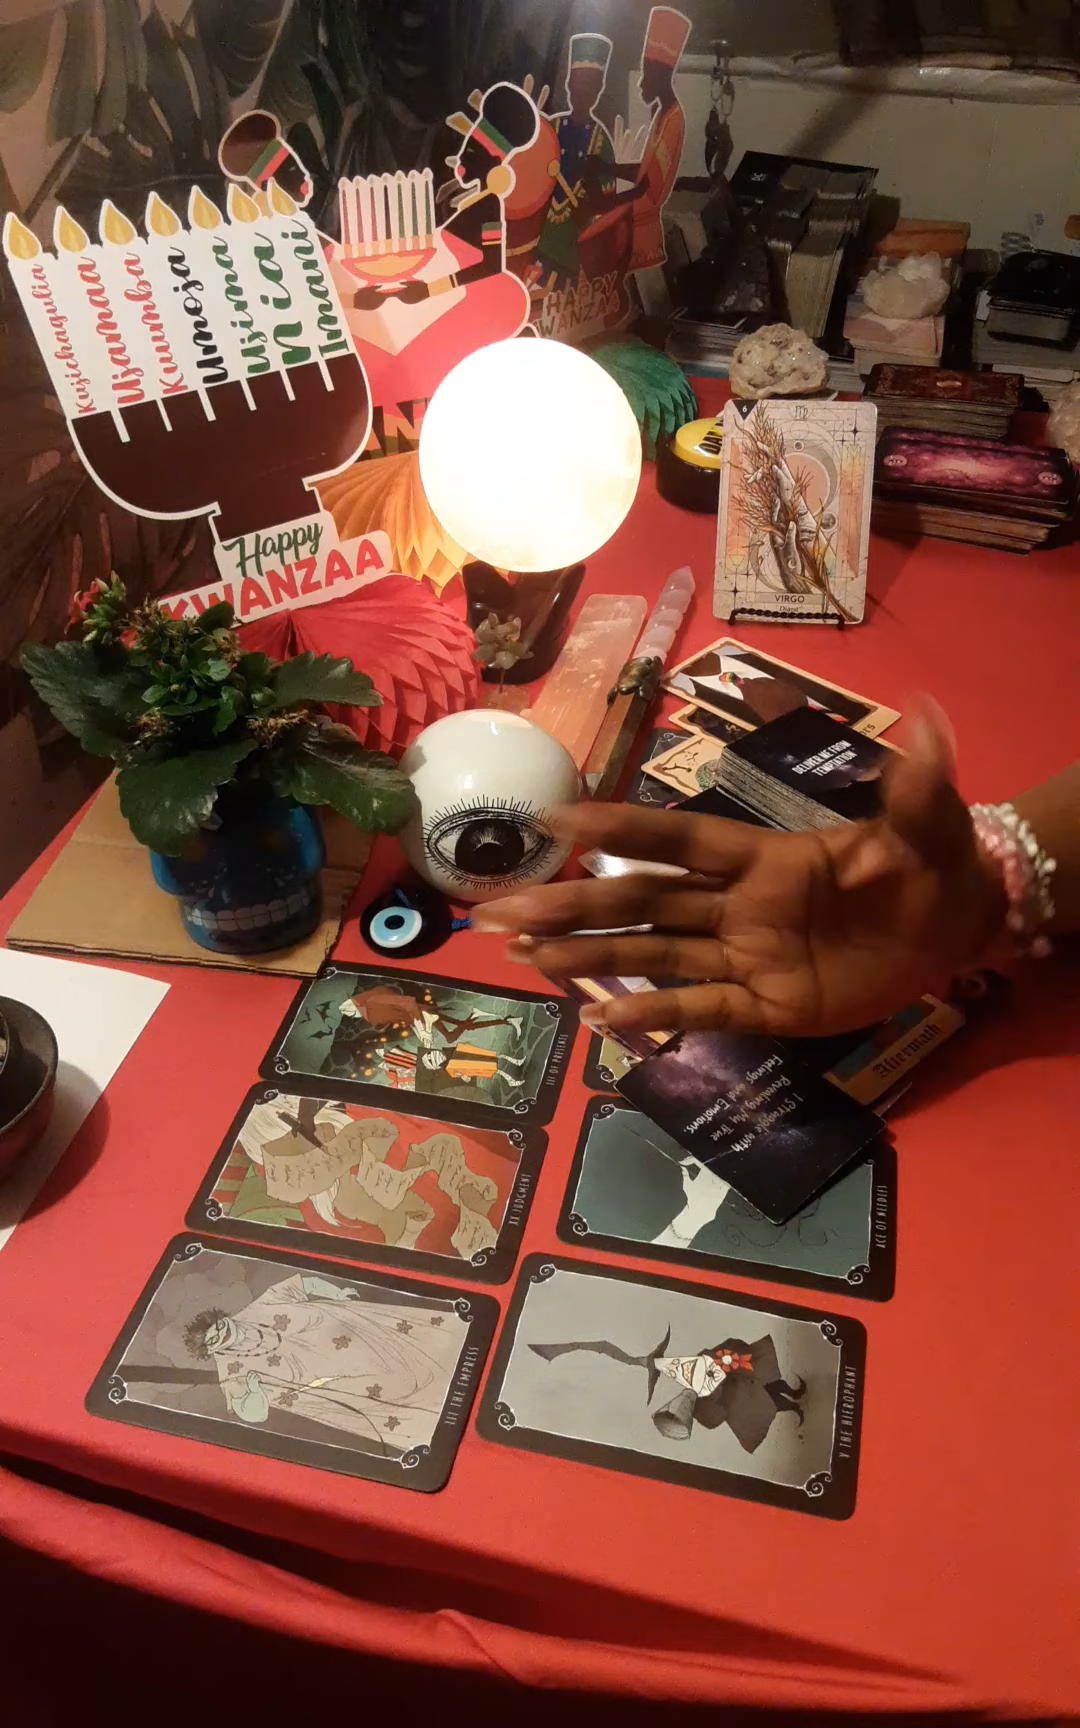 Kujichagulia
Ujamaa
Kuumba
Umoja
Ujima
Nia
Imani
Happy
KWANZAA
HAPPY
KWANZAA
6
VIRGO
DELIVER ME FROM
TEMPTATION
Aftermath
I Struggle with
Revealing My True
Feelings and Emotions.
III OF PRESENTS
XX JUDGMENT
ACE OF NEEDLES
III THE EMPRESS
V THE HIEROPHANT